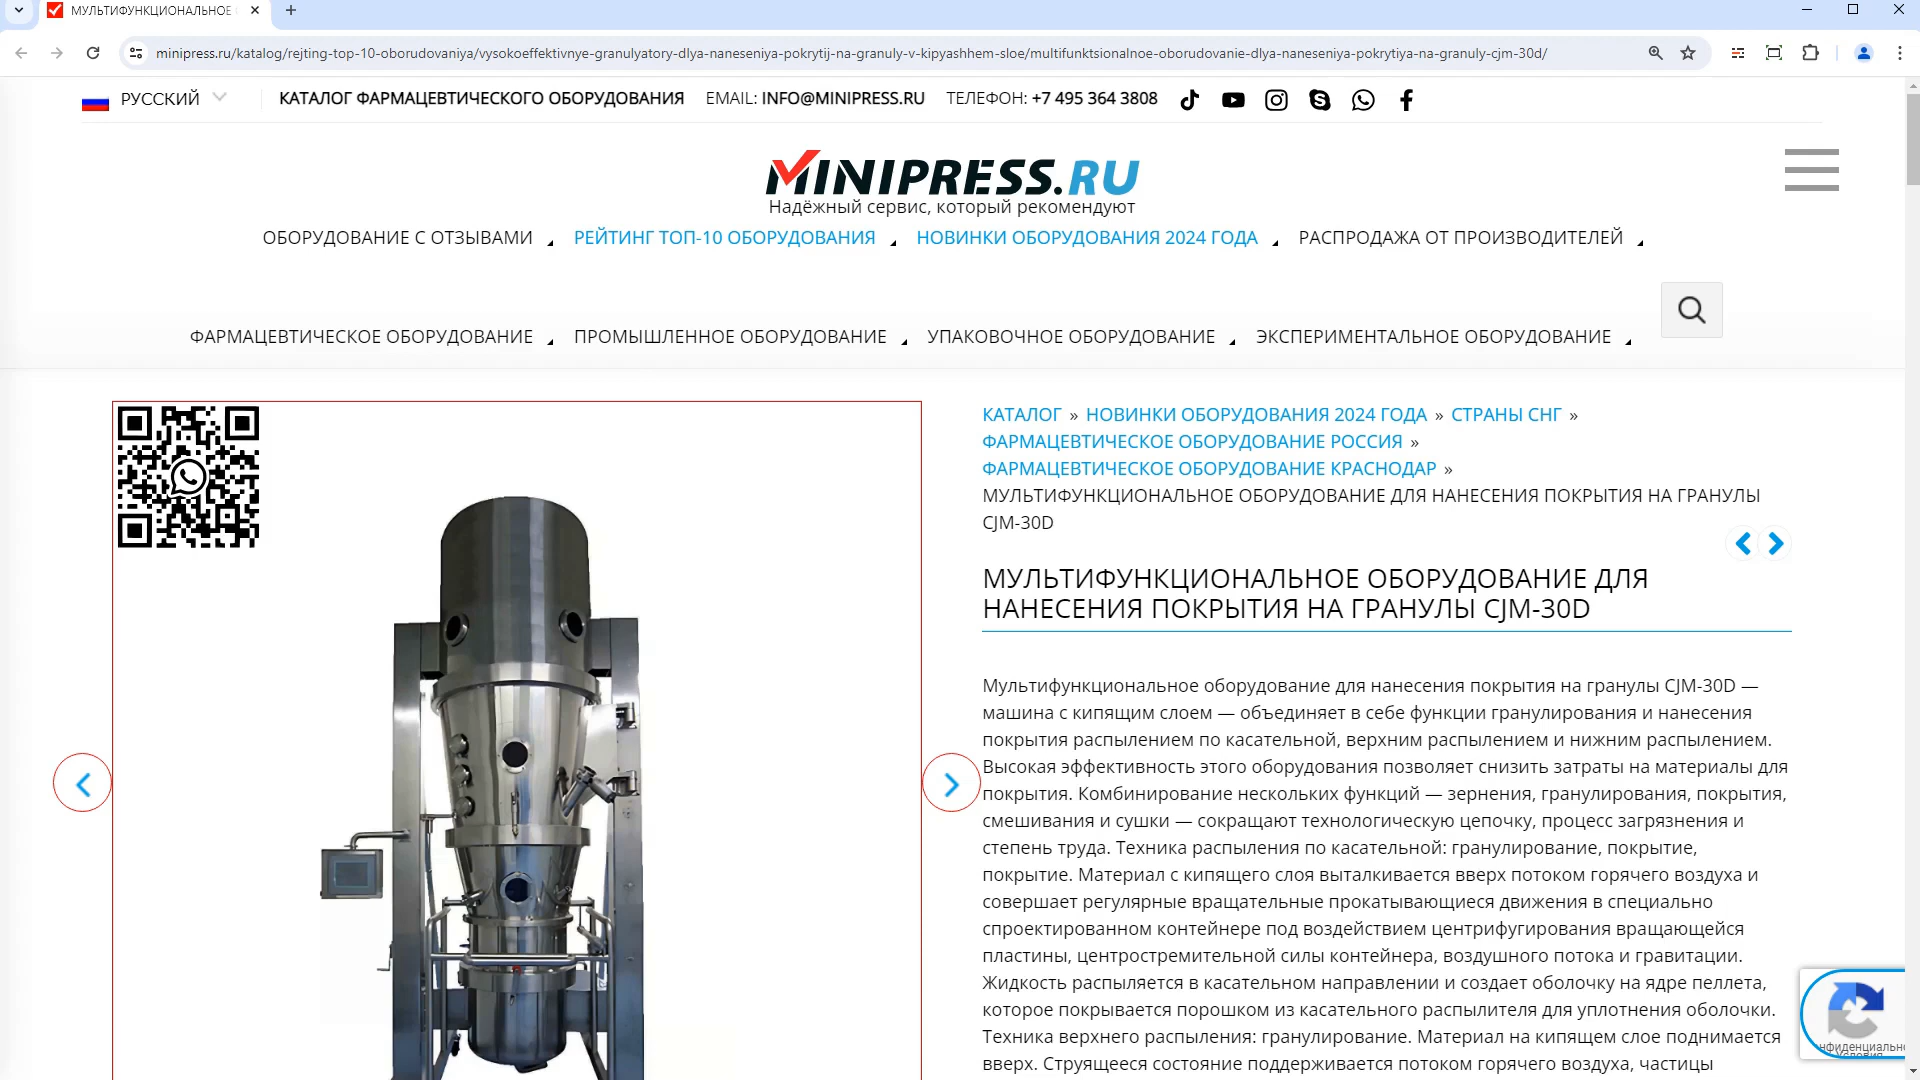 МУЛЬТИФУНКЦИОНАЛЬНОЕ
minipress.ru/katalog/rejting-top-10-oborudovaniya/vysokoeffektivnye-granulyatory-dlya-naneseniya-pokrytij-na-granuly-v-kipyashhem-sloe/multifunktsionalnoe-oborudovanie-dlya-naneseniya-pokrytiya-na-granuly-cjm-30d/
РУССКИЙ КАТАЛОГ ФАРМАЦЕВТИЧЕСКОГО ОБОРУДОВАНИЯ EMAIL: INFO@MINIPRESS.RU ТЕЛЕФОН: +7 495 364 3808
MINIPRESS.RU
Надёжный сервис, который рекомендуют
ОБОРУДОВАНИЕ С ОТЗЫВАМИ РЕЙТИНГ ТОП-10 ОБОРУДОВАНИЯ НОВИНКИ ОБОРУДОВАНИЯ 2024 ГОДА РАСПРОДАЖА ОТ ПРОИЗВОДИТЕЛЕЙ
ФАРМАЦЕВТИЧЕСКОЕ ОБОРУДОВАНИЕ ПРОМЫШЛЕННОЕ ОБОРУДОВАНИЕ УПАКОВОЧНОЕ ОБОРУДОВАНИЕ ЭКСПЕРИМЕНТАЛЬНОЕ ОБОРУДОВАНИЕ
КАТАЛОГ » НОВИНКИ ОБОРУДОВАНИЯ 2024 ГОДА » СТРАНЫ СНГ »
ФАРМАЦЕВТИЧЕСКОЕ ОБОРУДОВАНИЕ РОССИЯ »
ФАРМАЦЕВТИЧЕСКОЕ ОБОРУДОВАНИЕ КРАСНОДАР »
МУЛЬТИФУНКЦИОНАЛЬНОЕ ОБОРУДОВАНИЕ ДЛЯ НАНЕСЕНИЯ ПОКРЫТИЯ НА ГРАНУЛЫ
CJM-30D
МУЛЬТИФУНКЦИОНАЛЬНОЕ ОБОРУДОВАНИЕ ДЛЯ
НАНЕСЕНИЯ ПОКРЫТИЯ НА ГРАНУЛЫ CJM-30D
Мультифункциональное оборудование для нанесения покрытия на гранулы CJM-30D —
машина с кипящим слоем — объединяет в себе функции гранулирования и нанесения
покрытия распылением по касательной, верхним распылением и нижним распылением.
Высокая эффективность этого оборудования позволяет снизить затраты на материалы для
покрытия. Комбинирование нескольких функций — зернения, гранулирования, покрытия,
смешивания и сушки — сокращают технологическую цепочку, процесс загрязнения и
степень труда. Техника распыления по касательной: гранулирование, покрытие,
покрытие. Материал с кипящего слоя выталкивается вверх потоком горячего воздуха и
совершает регулярные вращательные прокатывающиеся движения в специально
спроектированном контейнере под воздействием центрифугирования вращающейся
пластины, центростремительной силы контейнера, воздушного потока и гравитации.
Жидкость распыляется в касательном направлении и создает оболочку на ядре пеллета,
которое покрывается порошком из касательного распылителя для уплотнения оболочки.
Техника верхнего распыления: гранулирование. Материал на кипящем слое поднимается
вверх. Струящееся состояние поддерживается потоком горячего воздуха, частицы